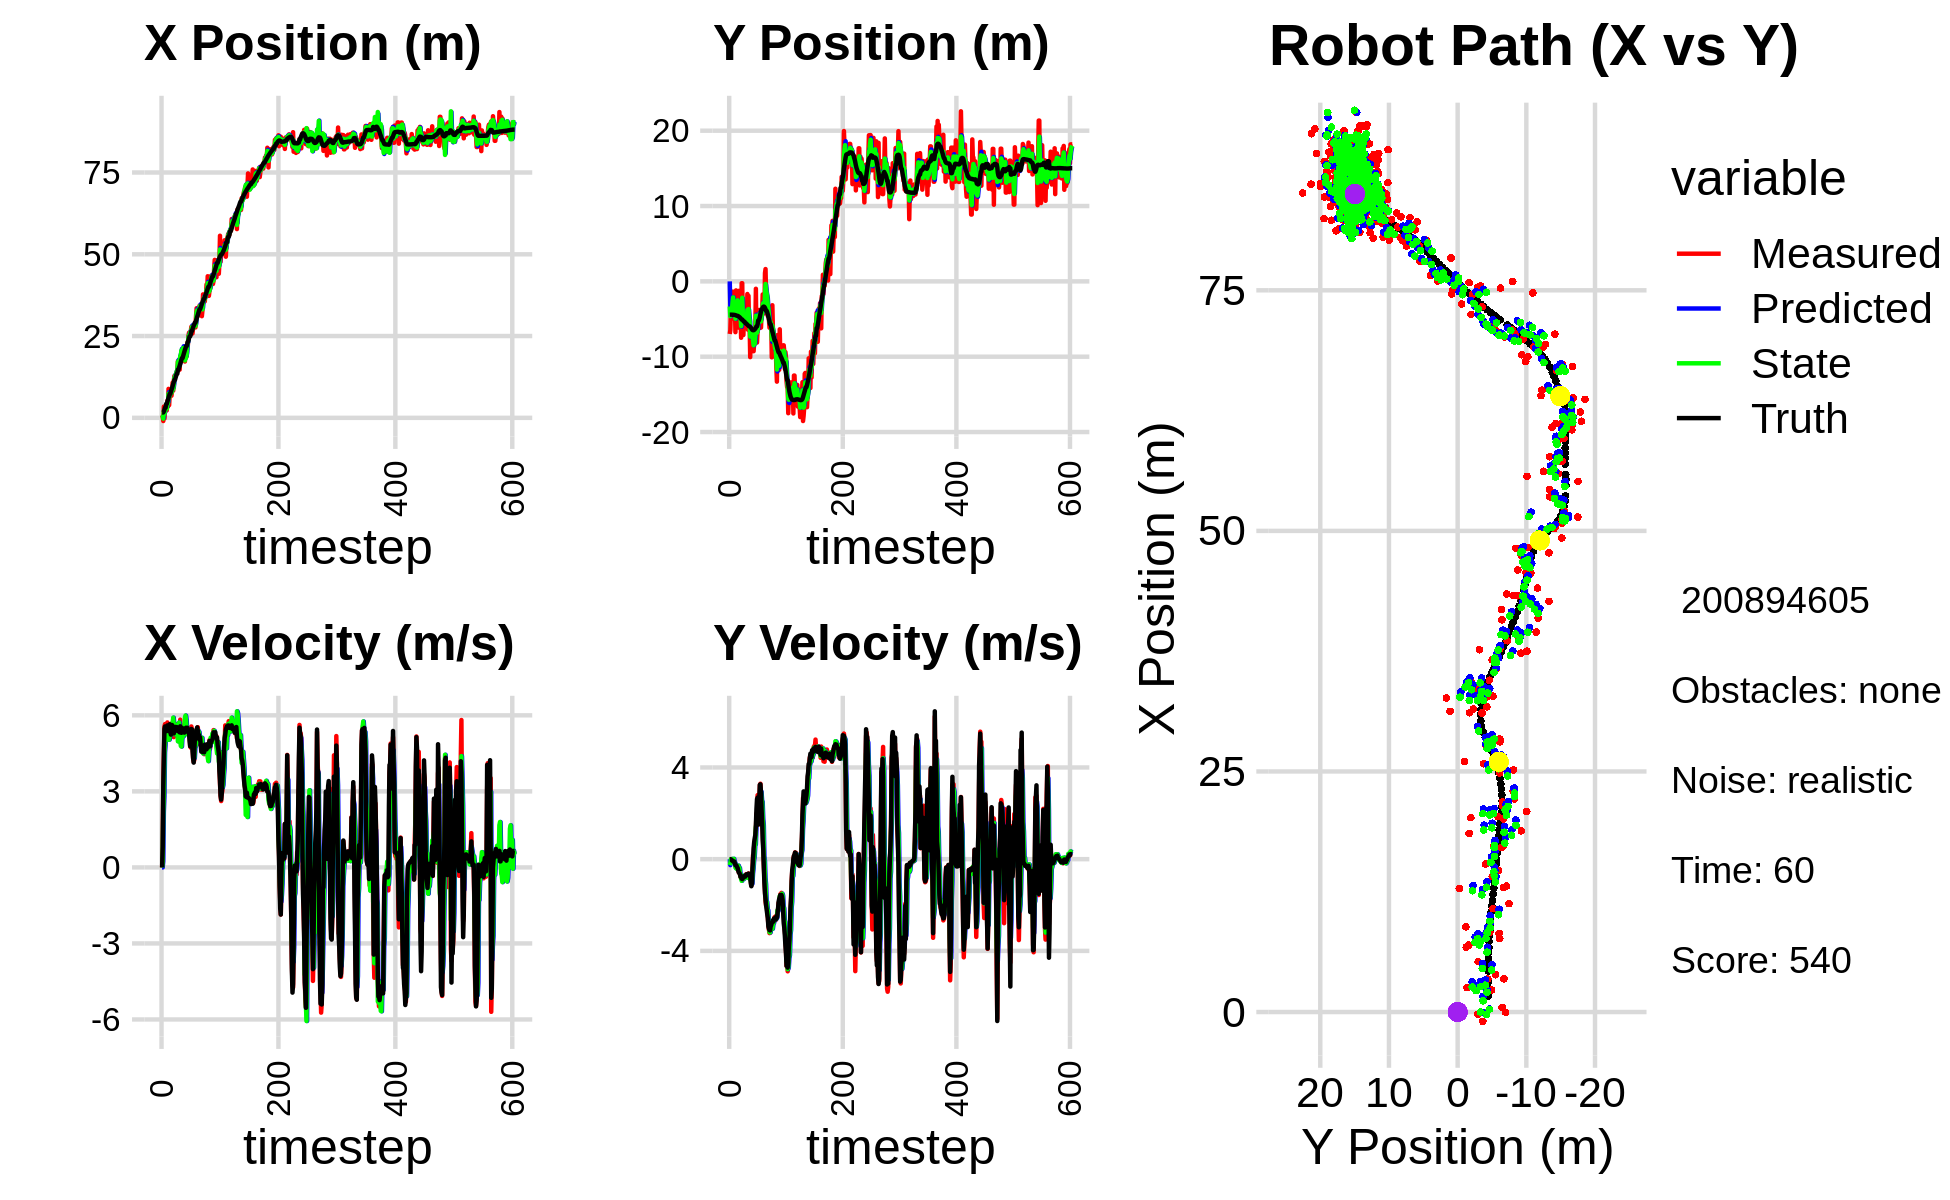 X Position (m)
75
50
25
0
0
200
400
600
timestep
Y Position (m)
20
10
0
-10
-20
0
200
400
600
timestep
X Velocity (m/s)
6
3
0
-3
-6
0
200
400
600
timestep
Y Velocity (m/s)
4
0
-4
0
200
400
600
timestep
Robot Path (X vs Y)
X Position (m)
75
50
25
0
20 10 0 -10 -20
Y Position (m)
variable
Measured
Predicted
State
Truth
200894605
Obstacles: none
Noise: realistic
Time: 60
Score: 540